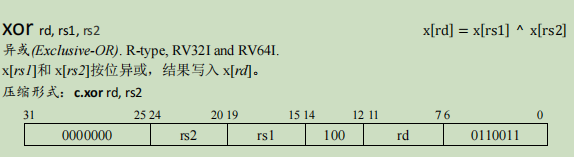 xor rd, rs1, rs2 x[rd] = x[rs1] ^ x[rs2]
异或(Exclusive-OR). R-type, RV32I and RV64I.
x[rs1]和 x[rs2]按位异或，结果写入 x[rd]。
压缩形式：c.xor rd, rs2
31 25 24 20 19 15 14 12 11 7 6 0
0000000 rs2 rs1 100 rd 0110011